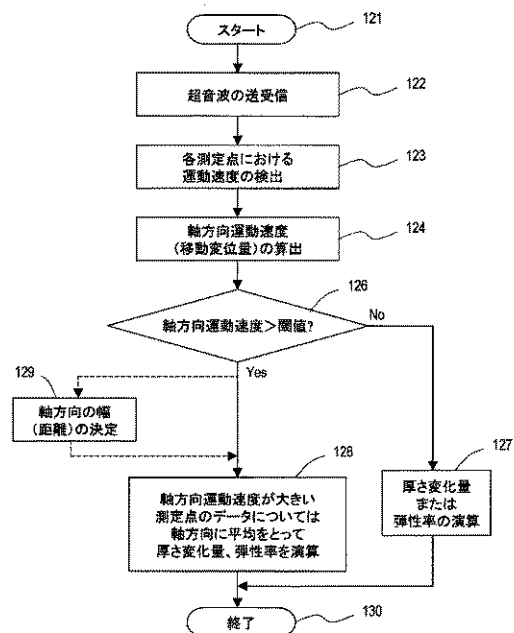 スタート
121
超音波の送受信
122
各測定点における
運動速度の検出
123
軸方向運動速度
(移動変位量)の算出
124
126
軸方向運動速度＞閾値?
No
Yes
129
軸方向の幅
(距離)の決定
128
軸方向運動速度が大きい
測定点のデータについては
軸方向に平均をとって
厚さ変化量、弾性率を演算
127
厚さ変化量
または
弾性率の演算
終了
130